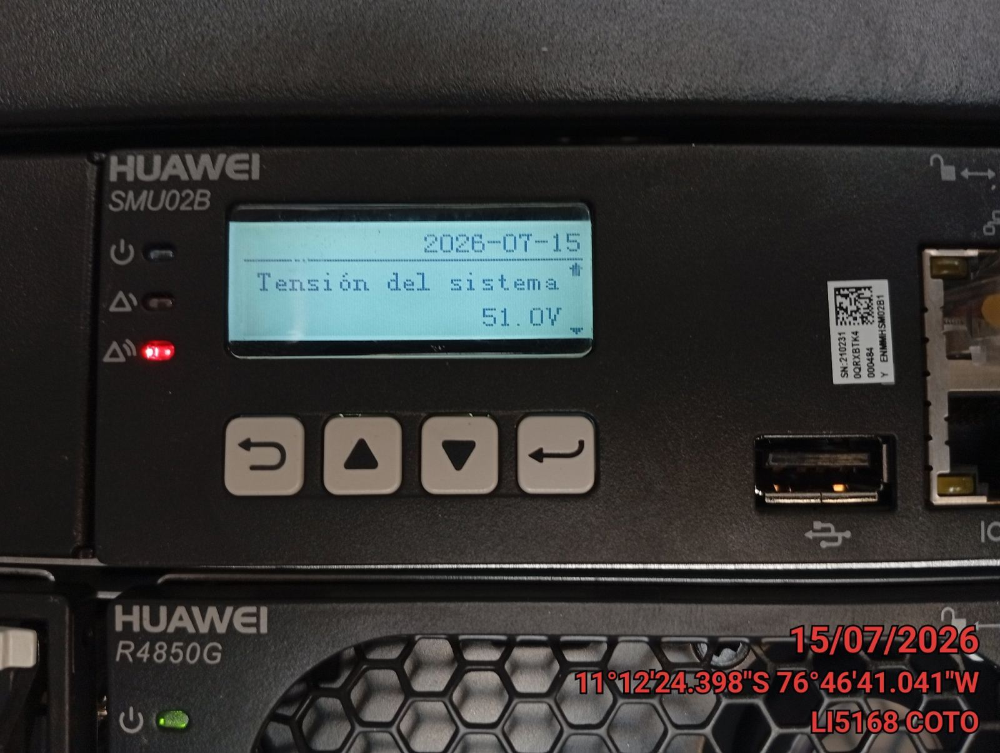 HUAWEI
SMU02B
2026-07-15
Tensión del sistema
51.0V
SN:210231
0QRXBTK4
000484
Y ENMMHSM02B1
HUAWEI
R4850G
15/07/2026
11°12'24.398"S 76°46'41.041"W
LI5168 COTO